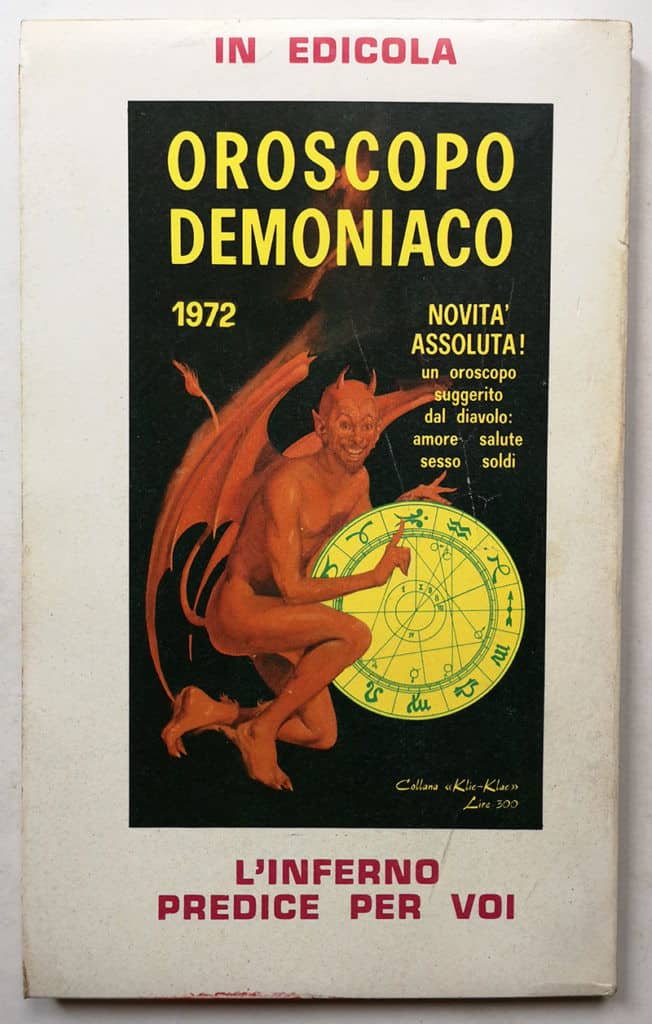 IN EDICOLA
OROSCOPO
DEMONIACO
1972
NOVITA'
ASSOLUTA!
un oroscopo
suggerito
dal diavolo:
amore salute
sesso soldi
Collana «Klic-Klac»
Lire 300
L'INFERNO
PREDICE PER VOI